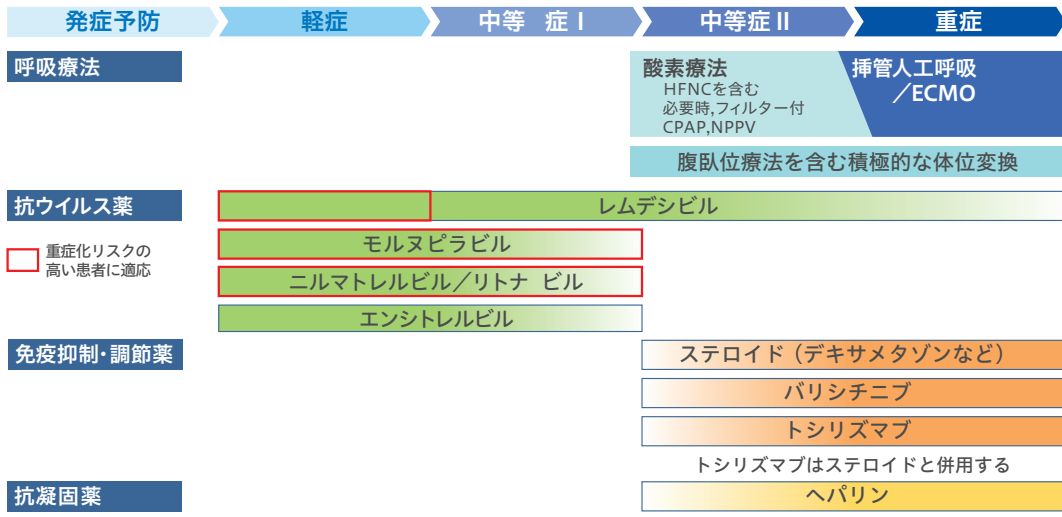 発症予防 軽症 中等 症Ⅰ 中等症Ⅱ 重症
呼吸療法
酸素療法
HFNCを含む
必要時,フィルター付
CPAP,NPPV
挿管人工呼吸
／ECMO
腹臥位療法を含む積極的な体位変換
抗ウイルス薬
レムデシビル
重症化リスクの
高い患者に適応
モルヌピラビル
ニルマトレルビル／リトナ ビル
エンシトレルビル
免疫抑制・調節薬
ステロイド（デキサメタゾンなど）
バリシチニブ
トシリズマブ
トシリズマブはステロイドと併用する
抗凝固薬
ヘパリン